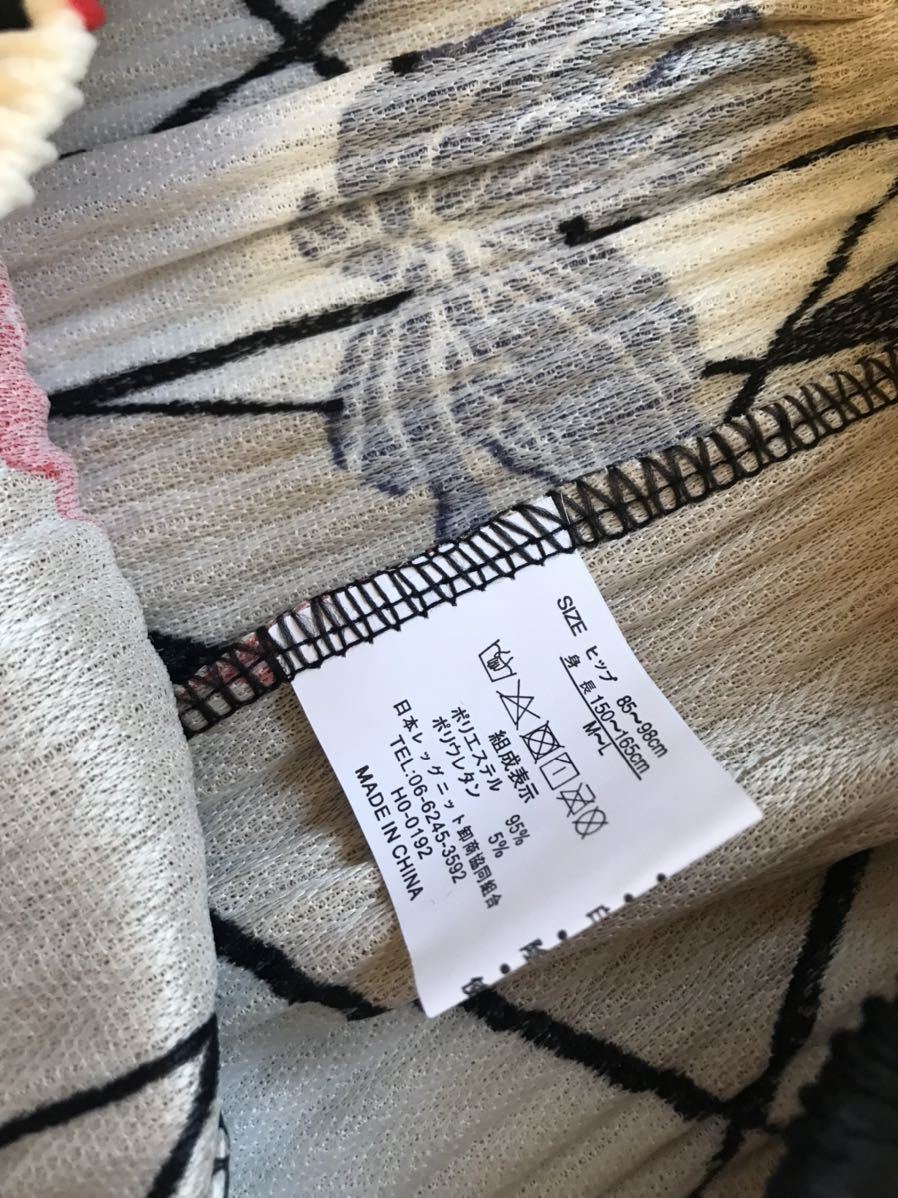 SIZE ヒップ 85〜98cm
身長 150〜165cm
M〜L
組成表示
ポリエステル 95%
ポリウレタン 5%
日本レッグニット卸商協同組合
TEL:06-6245-3592
H0-0192
MADE IN CHINA